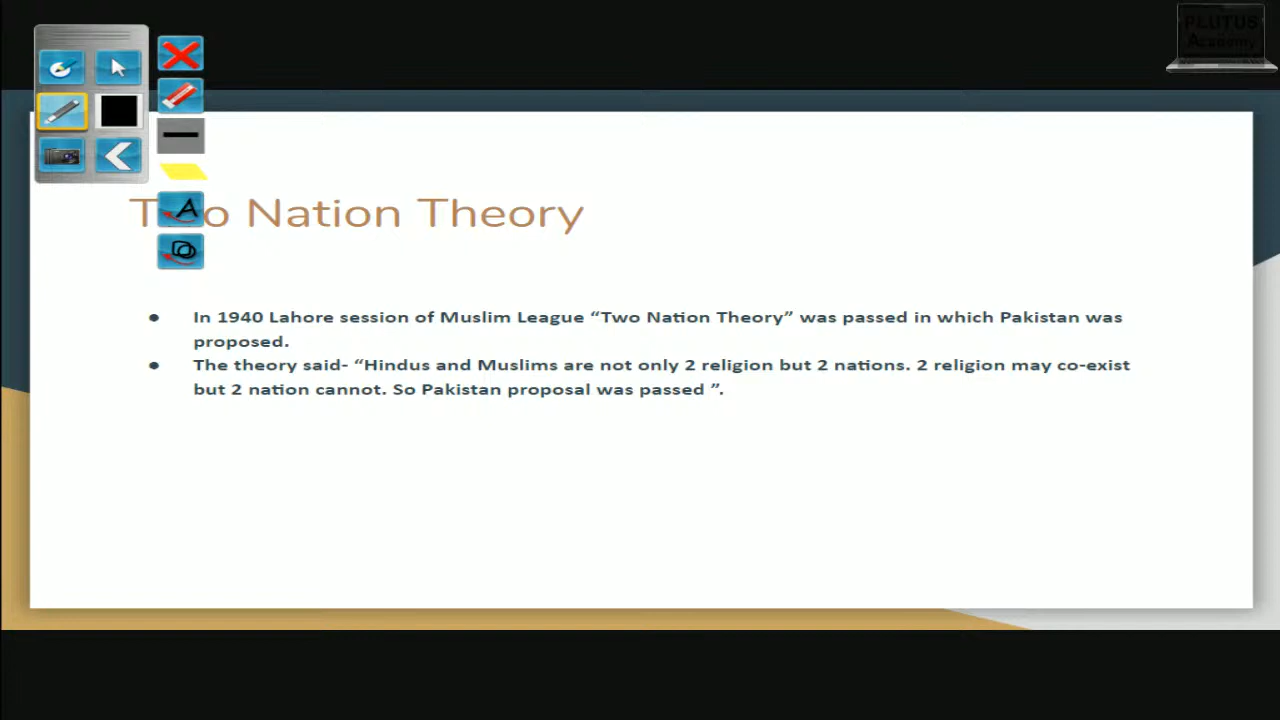 PLUTUS
Academy
Two Nation Theory
● In 1940 Lahore session of Muslim League “Two Nation Theory” was passed in which Pakistan was
proposed.
● The theory said- “Hindus and Muslims are not only 2 religion but 2 nations. 2 religion may co-exist
but 2 nation cannot. So Pakistan proposal was passed ”.